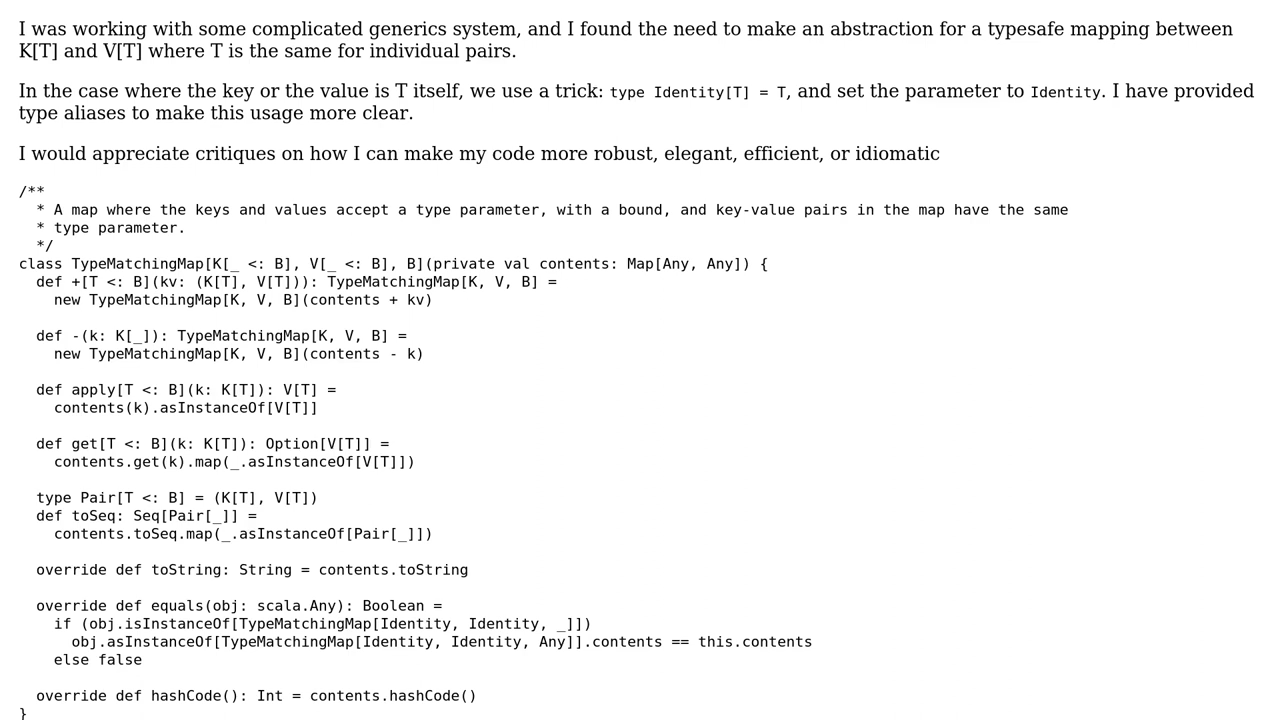 I was working with some complicated generics system, and I found the need to make an abstraction for a typesafe mapping between
K[T] and V[T] where T is the same for individual pairs.
In the case where the key or the value is T itself, we use a trick: type Identity[T] = T, and set the parameter to Identity. I have provided
type aliases to make this usage more clear.
I would appreciate critiques on how I can make my code more robust, elegant, efficient, or idiomatic
/**
  * A map where the keys and values accept a type parameter, with a bound, and key-value pairs in the map have the same
  * type parameter.
  */
class TypeMatchingMap[K[_ <: B], V[_ <: B], B](private val contents: Map[Any, Any]) {
  def +[T <: B](kv: (K[T], V[T])): TypeMatchingMap[K, V, B] =
    new TypeMatchingMap[K, V, B](contents + kv)
  def -(k: K[_]): TypeMatchingMap[K, V, B] =
    new TypeMatchingMap[K, V, B](contents - k)
  def apply[T <: B](k: K[T]): V[T] =
    contents(k).asInstanceOf[V[T]]
  def get[T <: B](k: K[T]): Option[V[T]] =
    contents.get(k).map(_.asInstanceOf[V[T]])
  type Pair[T <: B] = (K[T], V[T])
  def toSeq: Seq[Pair[_]] =
    contents.toSeq.map(_.asInstanceOf[Pair[_]])
  override def toString: String = contents.toString
  override def equals(obj: scala.Any): Boolean =
    if (obj.isInstanceOf[TypeMatchingMap[Identity, Identity, _]])
      obj.asInstanceOf[TypeMatchingMap[Identity, Identity, Any]].contents == this.contents
    else false
  override def hashCode(): Int = contents.hashCode()
}